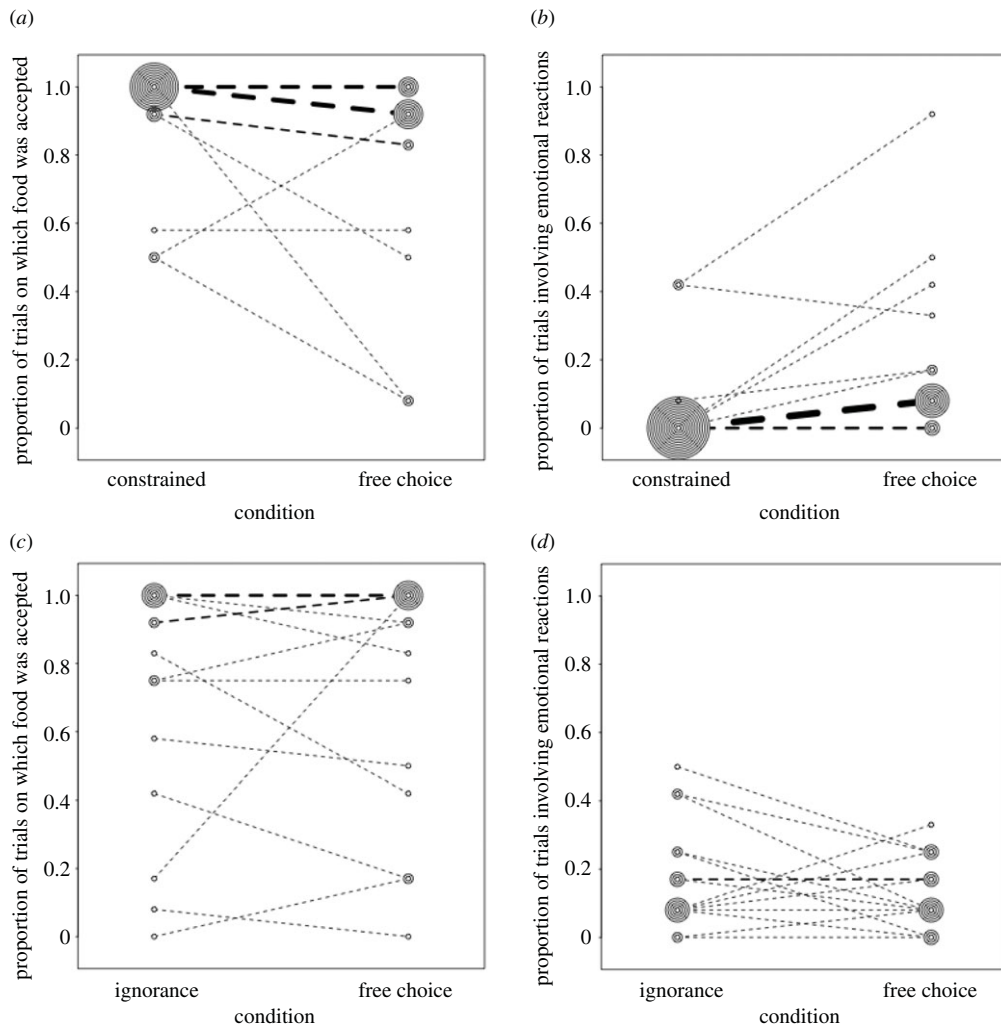 (a)
proportion of trials on which food was accepted
1.0
0.8
0.6
0.4
0.2
0
constrained free choice
condition
(b)
proportion of trials involving emotional reactions
1.0
0.8
0.6
0.4
0.2
0
constrained free choice
condition
(c)
proportion of trials on which food was accepted
1.0
0.8
0.6
0.4
0.2
0
ignorance free choice
condition
(d)
proportion of trials involving emotional reactions
1.0
0.8
0.6
0.4
0.2
0
ignorance free choice
condition